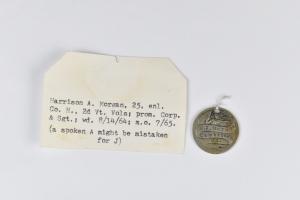 Harrison A. Morman, 25, enl.
Co. H., 2d Vt. Vols; prom. Corp.
& Sgt.; wd. 8/14/64; m.o. 7/65.
(a spoken A might be mistaken
for J)